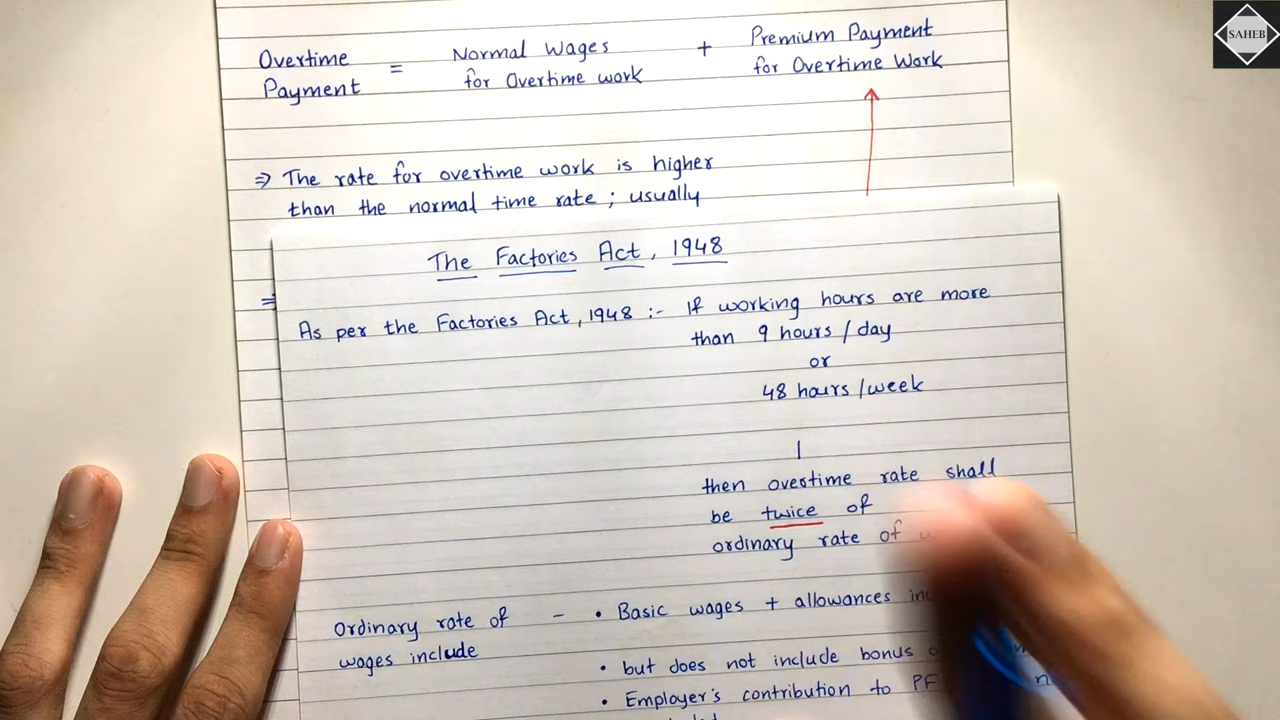 SAHEB
Overtime Payment = Normal Wages for Overtime work + Premium Payment for Overtime Work
⇒ The rate for overtime work is higher
than the normal time rate ; usually
⇒
The Factories Act, 1948
As per the Factories Act, 1948 :- If working hours are more
than 9 hours / day
or
48 hours /week
then overtime rate shall
be twice of
ordinary rate of
Ordinary rate of wages include - • Basic wages + allowances
• but does not include bonus
• Employer's contribution to PF